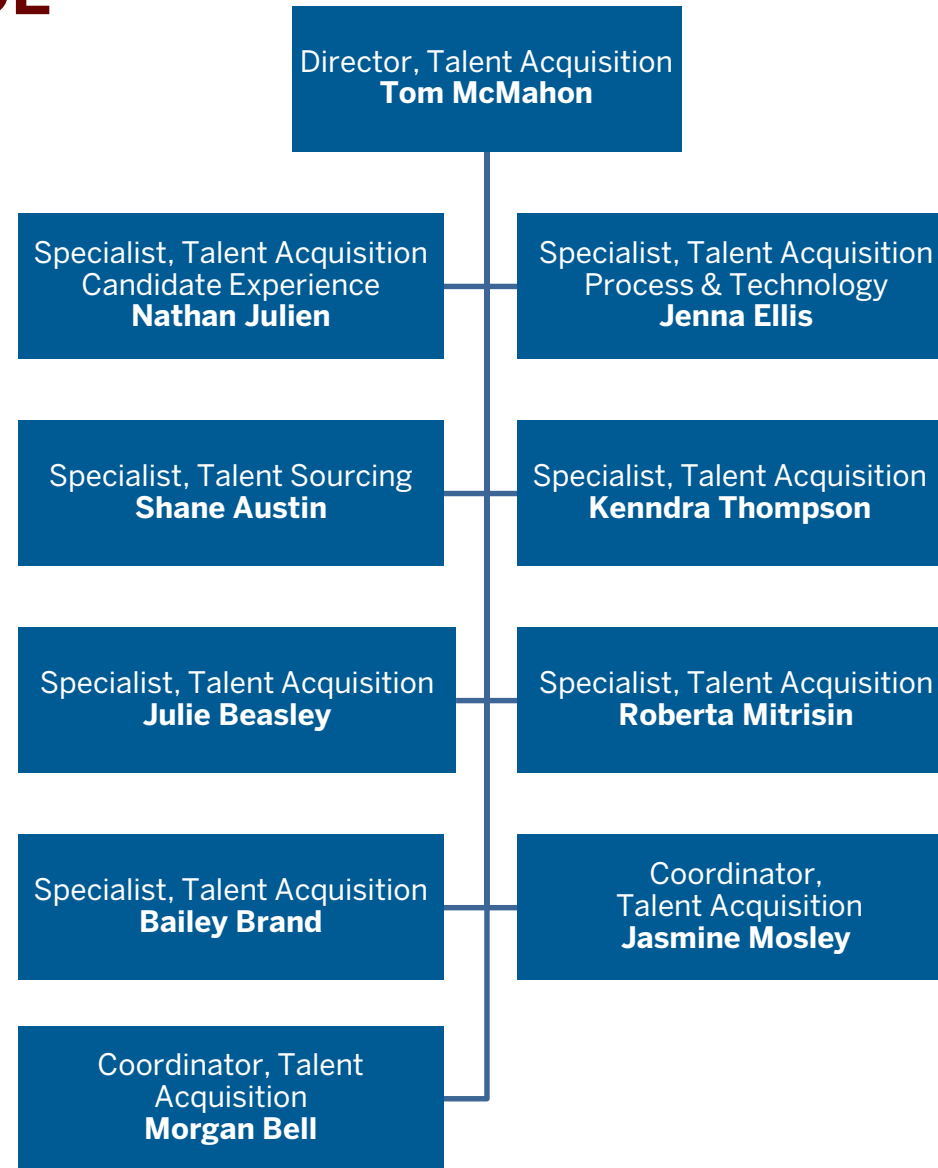 Director, Talent Acquisition
Tom McMahon
Specialist, Talent Acquisition
Candidate Experience
Nathan Julien
Specialist, Talent Acquisition
Process & Technology
Jenna Ellis
Specialist, Talent Sourcing
Shane Austin
Specialist, Talent Acquisition
Kenndra Thompson
Specialist, Talent Acquisition
Julie Beasley
Specialist, Talent Acquisition
Roberta Mitrisin
Specialist, Talent Acquisition
Bailey Brand
Coordinator,
Talent Acquisition
Jasmine Mosley
Coordinator, Talent
Acquisition
Morgan Bell